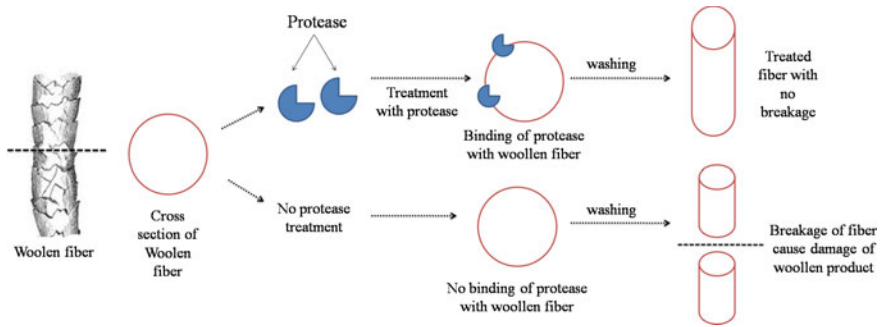 Protease
Woolen fiber
Cross
section of
Woolen
fiber
Treatment
with protease
Binding of protease
with woollen fiber
washing
Treated
fiber with
no
breakage
No protease
treatment
No binding of protease
with woollen fiber
washing
Breakage of fiber
cause damage of
woollen product